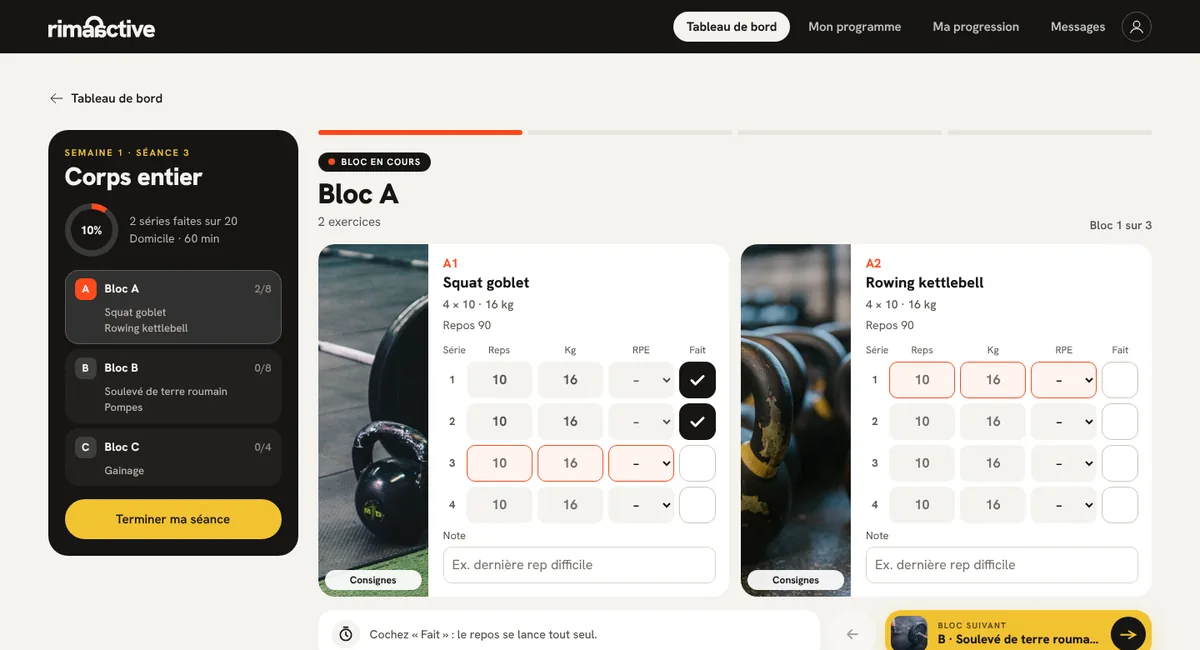 rimaactive
Tableau de bord
Mon programme
Ma progression
Messages
← Tableau de bord
SEMAINE 1 · SÉANCE 3
Corps entier
10%
2 séries faites sur 20
Domicile · 60 min
A Bloc A 2/8
Squat goblet
Rowing kettlebell
B Bloc B 0/8
Soulevé de terre roumain
Pompes
C Bloc C 0/4
Gainage
Terminer ma séance
BLOC EN COURS
Bloc A
2 exercices
Bloc 1 sur 3
A1
Squat goblet
4 × 10 · 16 kg
Repos 90
Série Reps Kg RPE Fait
1 10 16 –
2 10 16 –
3 10 16 –
4 10 16 –
Note
Ex. dernière rep difficile
Consignes
A2
Rowing kettlebell
4 × 10 · 16 kg
Repos 90
Série Reps Kg RPE Fait
1 10 16 –
2 10 16 –
3 10 16 –
4 10 16 –
Note
Ex. dernière rep difficile
Consignes
Cochez « Fait » : le repos se lance tout seul.
←
BLOC SUIVANT
B · Soulevé de terre rouma... →